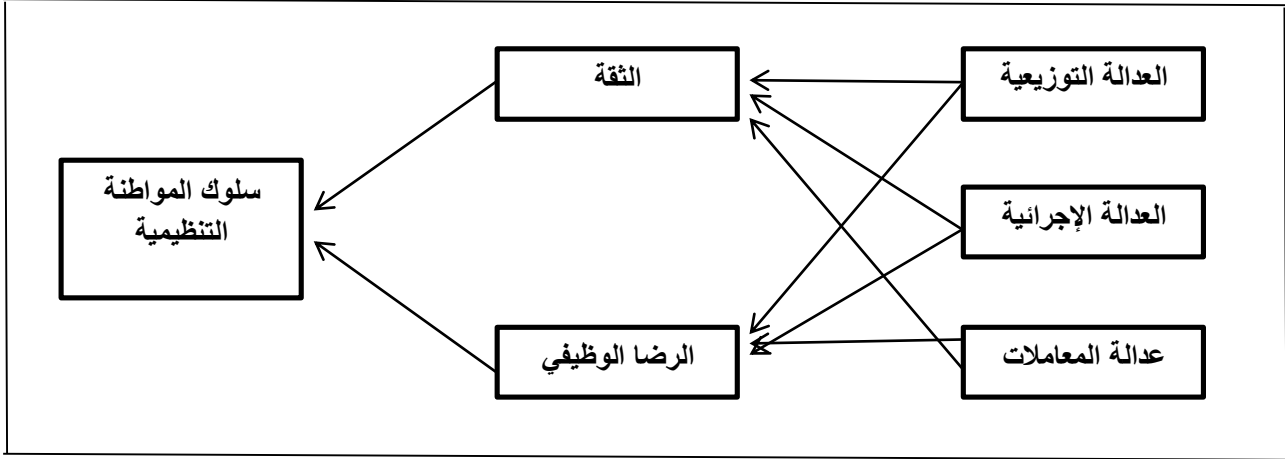 العدالة التوزيعية
الثقة
العدالة الإجرائية
سلوك المواطنة
التنظيمية
عدالة المعاملات
الرضا الوظيفي